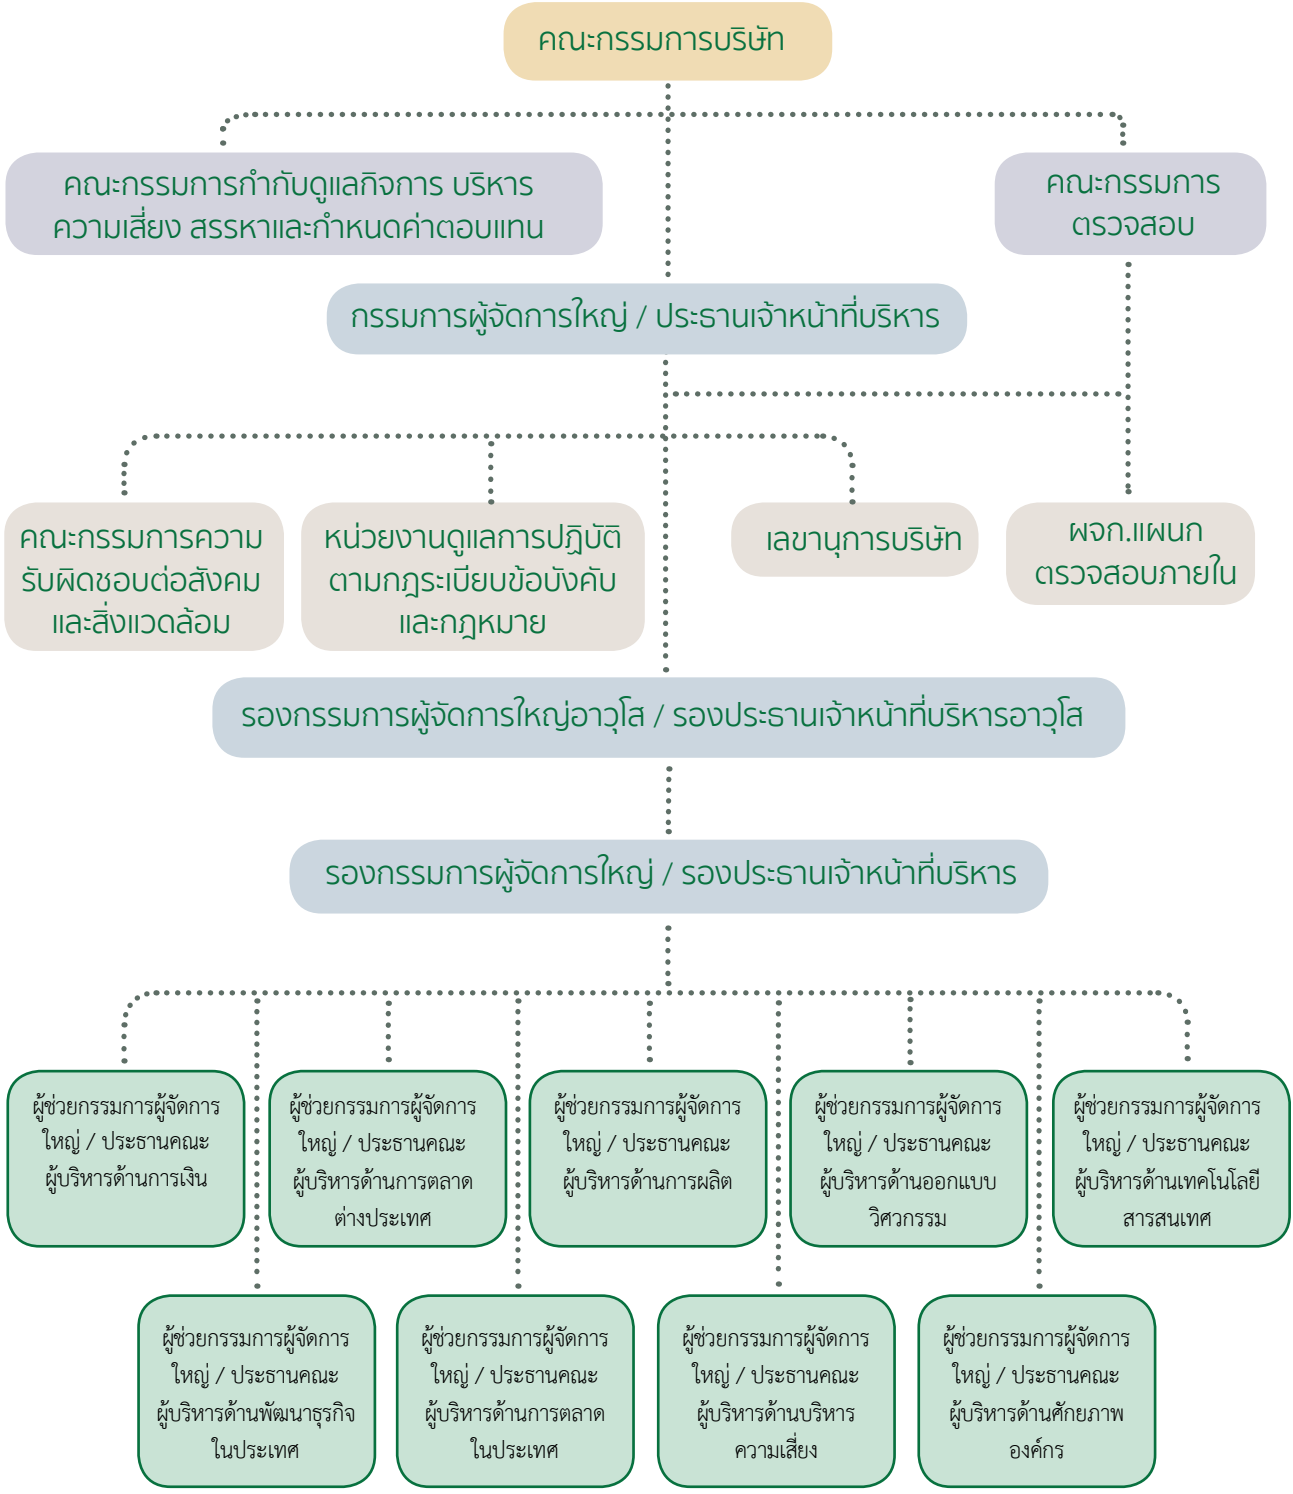 คณะกรรมการบริษัท
คณะกรรมการกำกับดูแลกิจการ บริหาร
ความเสี่ยง สรรหาและกำหนดค่าตอบแทน
คณะกรรมการ
ตรวจสอบ
กรรมการผู้จัดการใหญ่ / ประธานเจ้าหน้าที่บริหาร
คณะกรรมการความ
รับผิดชอบต่อสังคม
และสิ่งแวดล้อม
หน่วยงานดูแลการปฏิบัติ
ตามกฎระเบียบข้อบังคับ
และกฎหมาย
เลขานุการบริษัท
ผจก.แผนก
ตรวจสอบภายใน
รองกรรมการผู้จัดการใหญ่อาวุโส / รองประธานเจ้าหน้าที่บริหารอาวุโส
รองกรรมการผู้จัดการใหญ่ / รองประธานเจ้าหน้าที่บริหาร
ผู้ช่วยกรรมการผู้จัดการ
ใหญ่ / ประธานคณะ
ผู้บริหารด้านการเงิน
ผู้ช่วยกรรมการผู้จัดการ
ใหญ่ / ประธานคณะ
ผู้บริหารด้านการตลาด
ต่างประเทศ
ผู้ช่วยกรรมการผู้จัดการ
ใหญ่ / ประธานคณะ
ผู้บริหารด้านการผลิต
ผู้ช่วยกรรมการผู้จัดการ
ใหญ่ / ประธานคณะ
ผู้บริหารด้านออกแบบ
วิศวกรรม
ผู้ช่วยกรรมการผู้จัดการ
ใหญ่ / ประธานคณะ
ผู้บริหารด้านเทคโนโลยี
สารสนเทศ
ผู้ช่วยกรรมการผู้จัดการ
ใหญ่ / ประธานคณะ
ผู้บริหารด้านพัฒนาธุรกิจ
ในประเทศ
ผู้ช่วยกรรมการผู้จัดการ
ใหญ่ / ประธานคณะ
ผู้บริหารด้านการตลาด
ในประเทศ
ผู้ช่วยกรรมการผู้จัดการ
ใหญ่ / ประธานคณะ
ผู้บริหารด้านบริหาร
ความเสี่ยง
ผู้ช่วยกรรมการผู้จัดการ
ใหญ่ / ประธานคณะ
ผู้บริหารด้านศักยภาพ
องค์กร